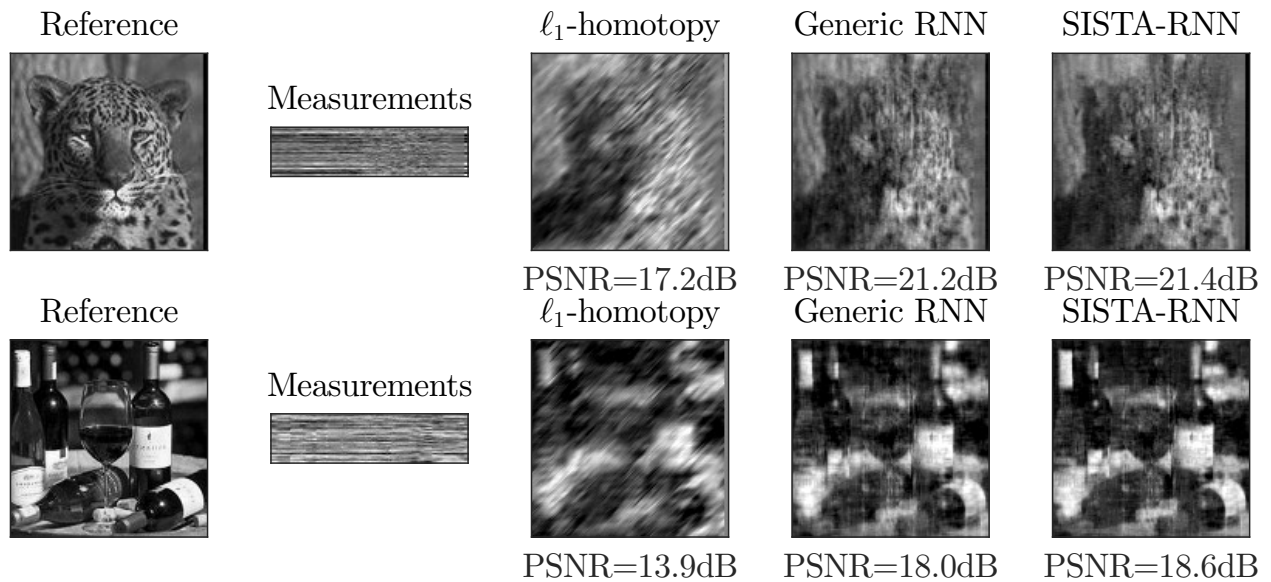 Reference
Measurements
ℓ₁-homotopy
Generic RNN
SISTA-RNN
PSNR=17.2dB
PSNR=21.2dB
PSNR=21.4dB
Reference
Measurements
ℓ₁-homotopy
Generic RNN
SISTA-RNN
PSNR=13.9dB
PSNR=18.0dB
PSNR=18.6dB